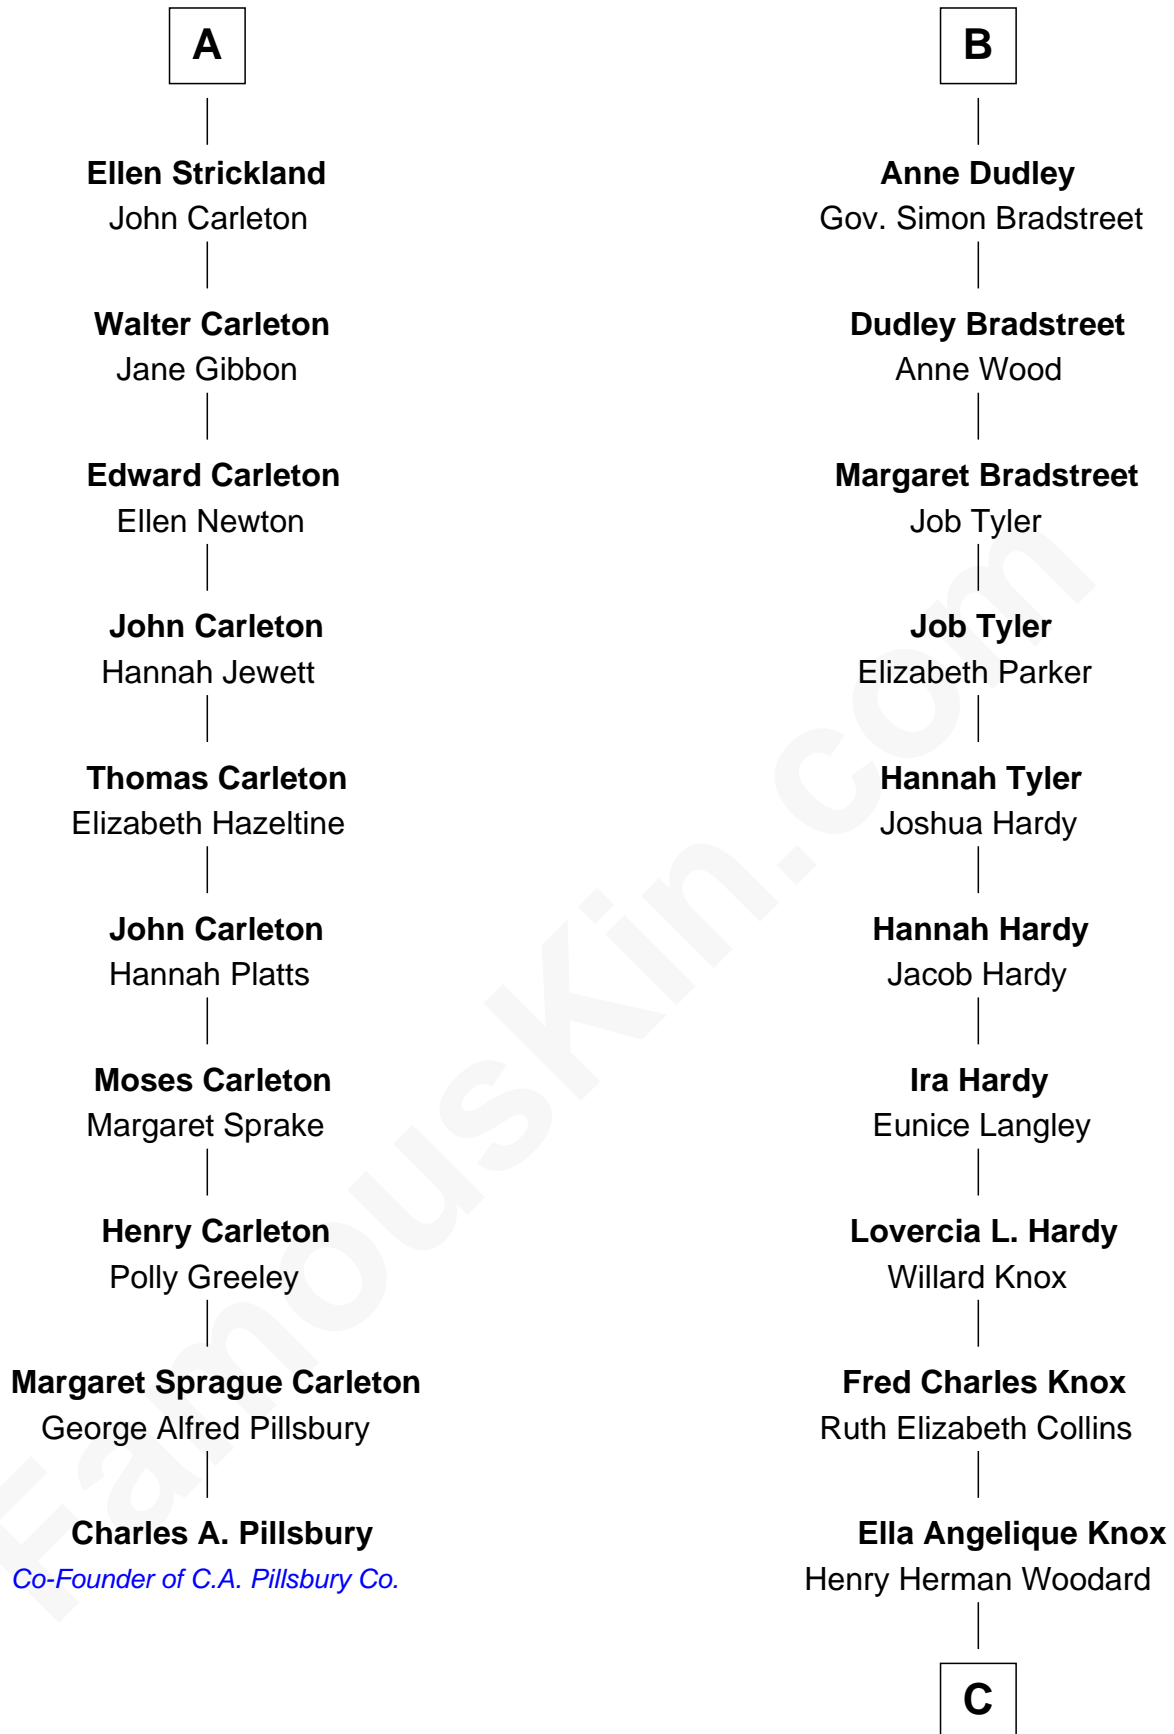 A
Ellen Strickland
John Carleton
Walter Carleton
Jane Gibbon
Edward Carleton
Ellen Newton
John Carleton
Hannah Jewett
Thomas Carleton
Elizabeth Hazeltine
John Carleton
Hannah Platts
Moses Carleton
Margaret Sprake
Henry Carleton
Polly Greeley
Margaret Sprague Carleton
George Alfred Pillsbury
Charles A. Pillsbury
Co-Founder of C.A. Pillsbury Co.
B
Anne Dudley
Gov. Simon Bradstreet
Dudley Bradstreet
Anne Wood
Margaret Bradstreet
Job Tyler
Job Tyler
Elizabeth Parker
Hannah Tyler
Joshua Hardy
Hannah Hardy
Jacob Hardy
Ira Hardy
Eunice Langley
Lovercia L. Hardy
Willard Knox
Fred Charles Knox
Ruth Elizabeth Collins
Ella Angelique Knox
Henry Herman Woodard
C
FamousKin.com